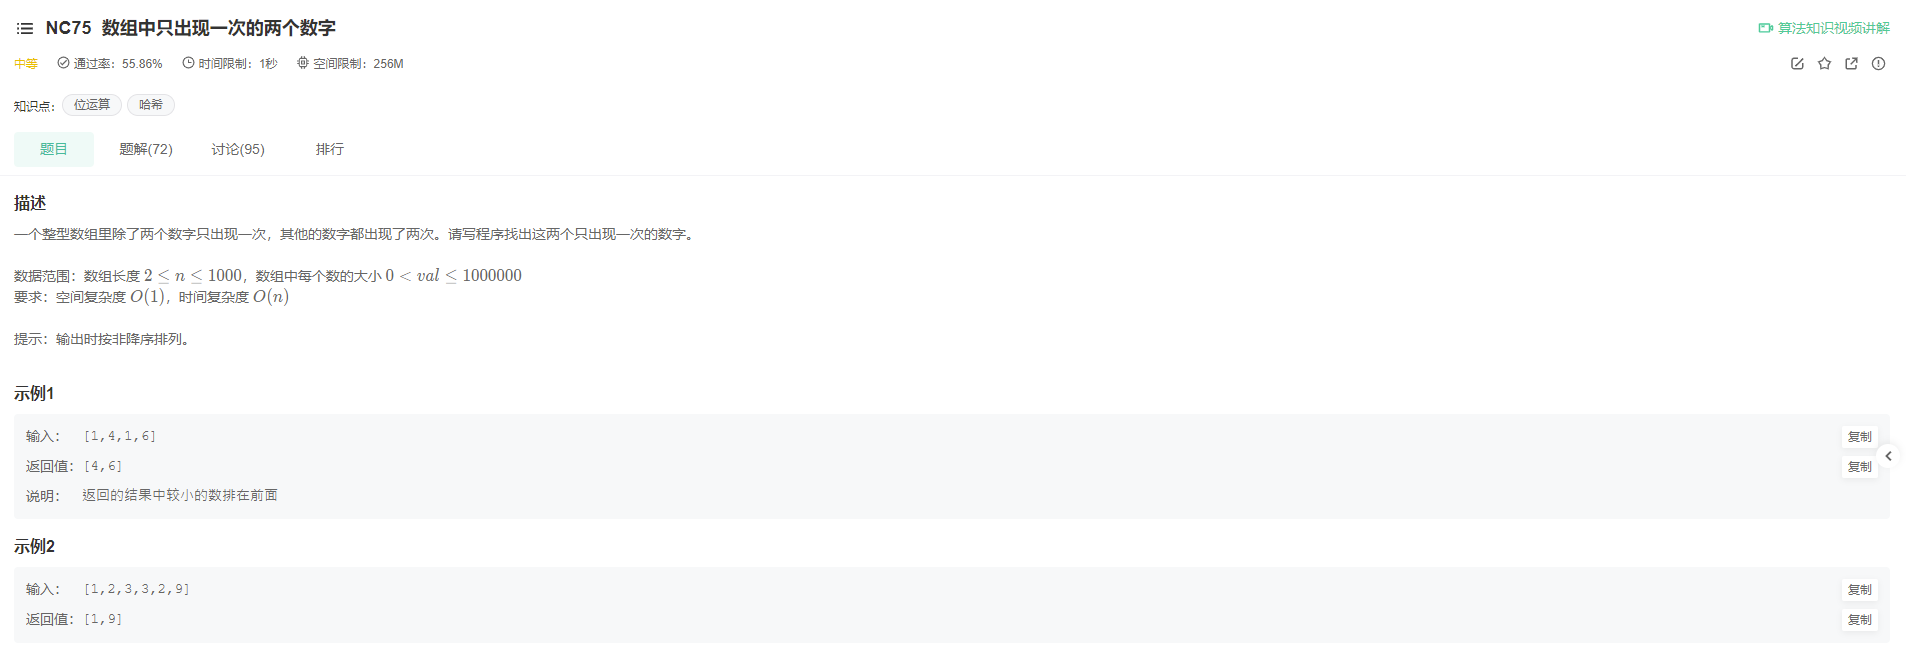 NC75 数组中只出现一次的两个数字
算法知识视频讲解
中等 通过率：55.86% 时间限制：1秒 空间限制：256M
知识点： 位运算 哈希
题目 题解(72) 讨论(95) 排行
描述
一个整型数组里除了两个数字只出现一次，其他的数字都出现了两次。请写程序找出这两个只出现一次的数字。
数据范围：数组长度 2 ≤ n ≤ 1000，数组中每个数的大小 0 < val ≤ 1000000
要求：空间复杂度 O(1)，时间复杂度 O(n)
提示：输出时按非降序排列。
示例1
输入： [1,4,1,6] 复制
返回值： [4,6] 复制
说明： 返回的结果中较小的数排在前面
示例2
输入： [1,2,3,3,2,9] 复制
返回值： [1,9] 复制